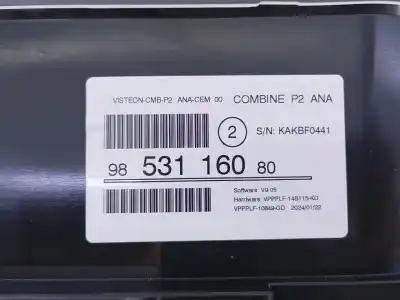 VISTEON-CMB-P2 ANA-CEM 00 COMBINE P2 ANA
2 S/N: KAKBF0441
98 531 160 80
Software V9.05
Hardware VPPPLF-14B115-KD
VPPPLF-10849-GD 2024/01/22